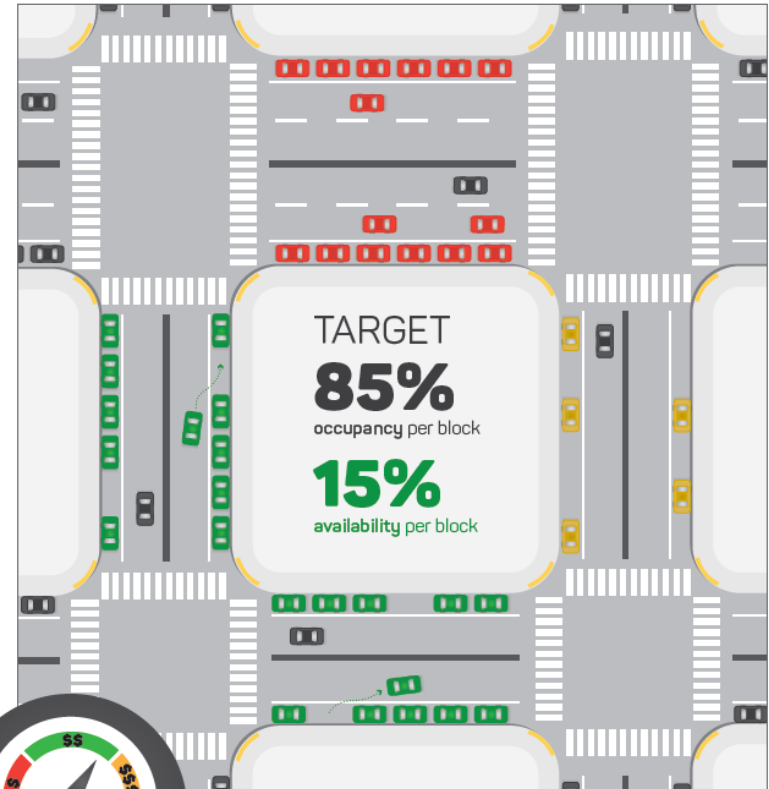 TARGET
85%
occupancy per block
15%
availability per block
$
$$
$$$